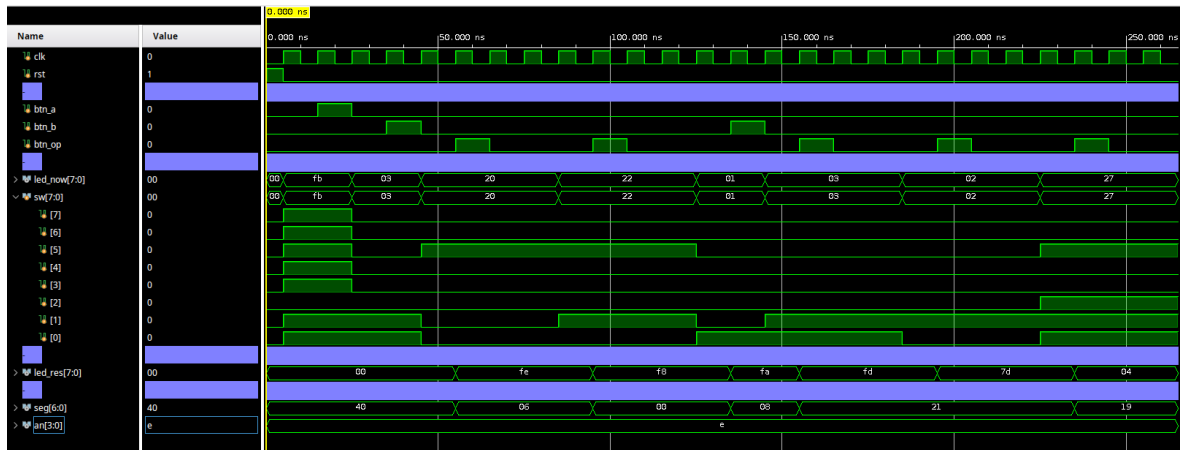 0.000 ns
Name Value 0.000 ns 50.000 ns 100.000 ns 150.000 ns 200.000 ns 250.000 ns
clk 0
rst 1
btn_a 0
btn_b 0
btn_op 0
led_now[7:0] 00 00 fb 03 20 22 01 03 02 27
sw[7:0] 00 00 fb 03 20 22 01 03 02 27
[7] 0
[6] 0
[5] 0
[4] 0
[3] 0
[2] 0
[1] 0
[0] 0
led_res[7:0] 00 00 fe f8 fa fd 7d 04
seg[6:0] 40 40 06 00 08 21 19
an[3:0] e e